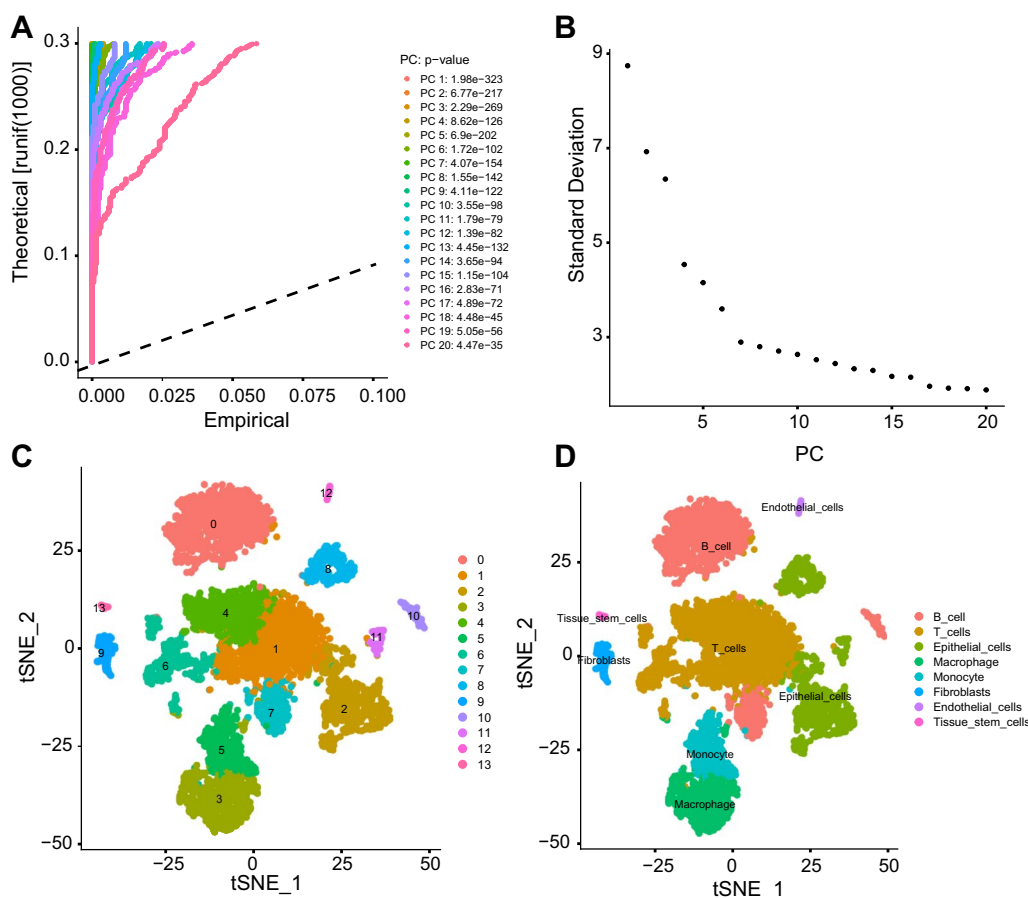 A
Theoretical [runif(1000)]
0.3
0.2
0.1
0.0
0.000
0.025
0.050
0.075
0.100
Empirical
PC: p−value
PC 1: 1.98e−323
PC 2: 6.77e−217
PC 3: 2.29e−269
PC 4: 8.62e−126
PC 5: 6.9e−202
PC 6: 1.72e−102
PC 7: 4.07e−154
PC 8: 1.55e−142
PC 9: 4.11e−122
PC 10: 3.55e−98
PC 11: 1.79e−79
PC 12: 1.39e−82
PC 13: 4.45e−132
PC 14: 3.65e−94
PC 15: 1.15e−104
PC 16: 2.83e−71
PC 17: 4.89e−72
PC 18: 4.48e−45
PC 19: 5.05e−56
PC 20: 4.47e−35
B
Standard Deviation
9
7
5
3
5
10
15
20
PC
C
tSNE_2
25
0
−25
−50
−25
0
25
50
tSNE_1
12
0
8
13
4
10
11
1
9
6
2
7
5
3
0
1
2
3
4
5
6
7
8
9
10
11
12
13
D
tSNE_2
25
0
−25
−50
−25
0
25
50
tSNE_1
Endothelial_cells
B_cell
Tissue_stem_cells
T_cells
Fibroblasts
Epithelial_cells
Monocyte
Macrophage
B_cell
T_cells
Epithelial_cells
Macrophage
Monocyte
Fibroblasts
Endothelial_cells
Tissue_stem_cells